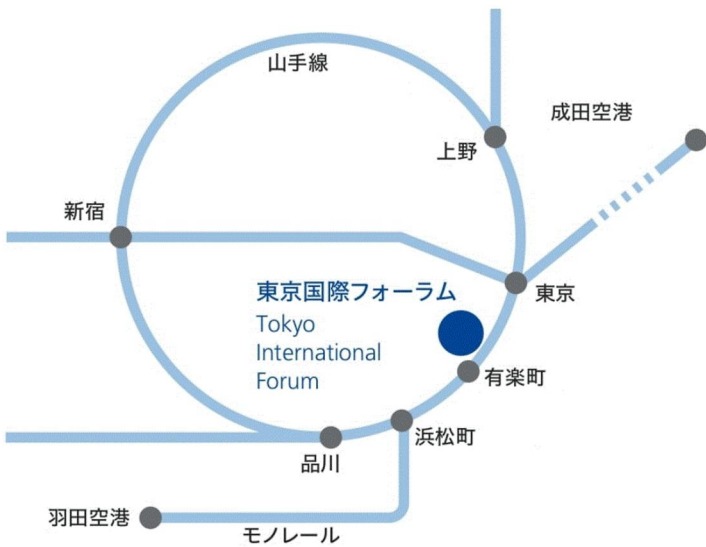 山手線
成田空港
上野
新宿
東京国際フォーラム
東京
Tokyo
International
Forum
有楽町
浜松町
品川
羽田空港
モノレール